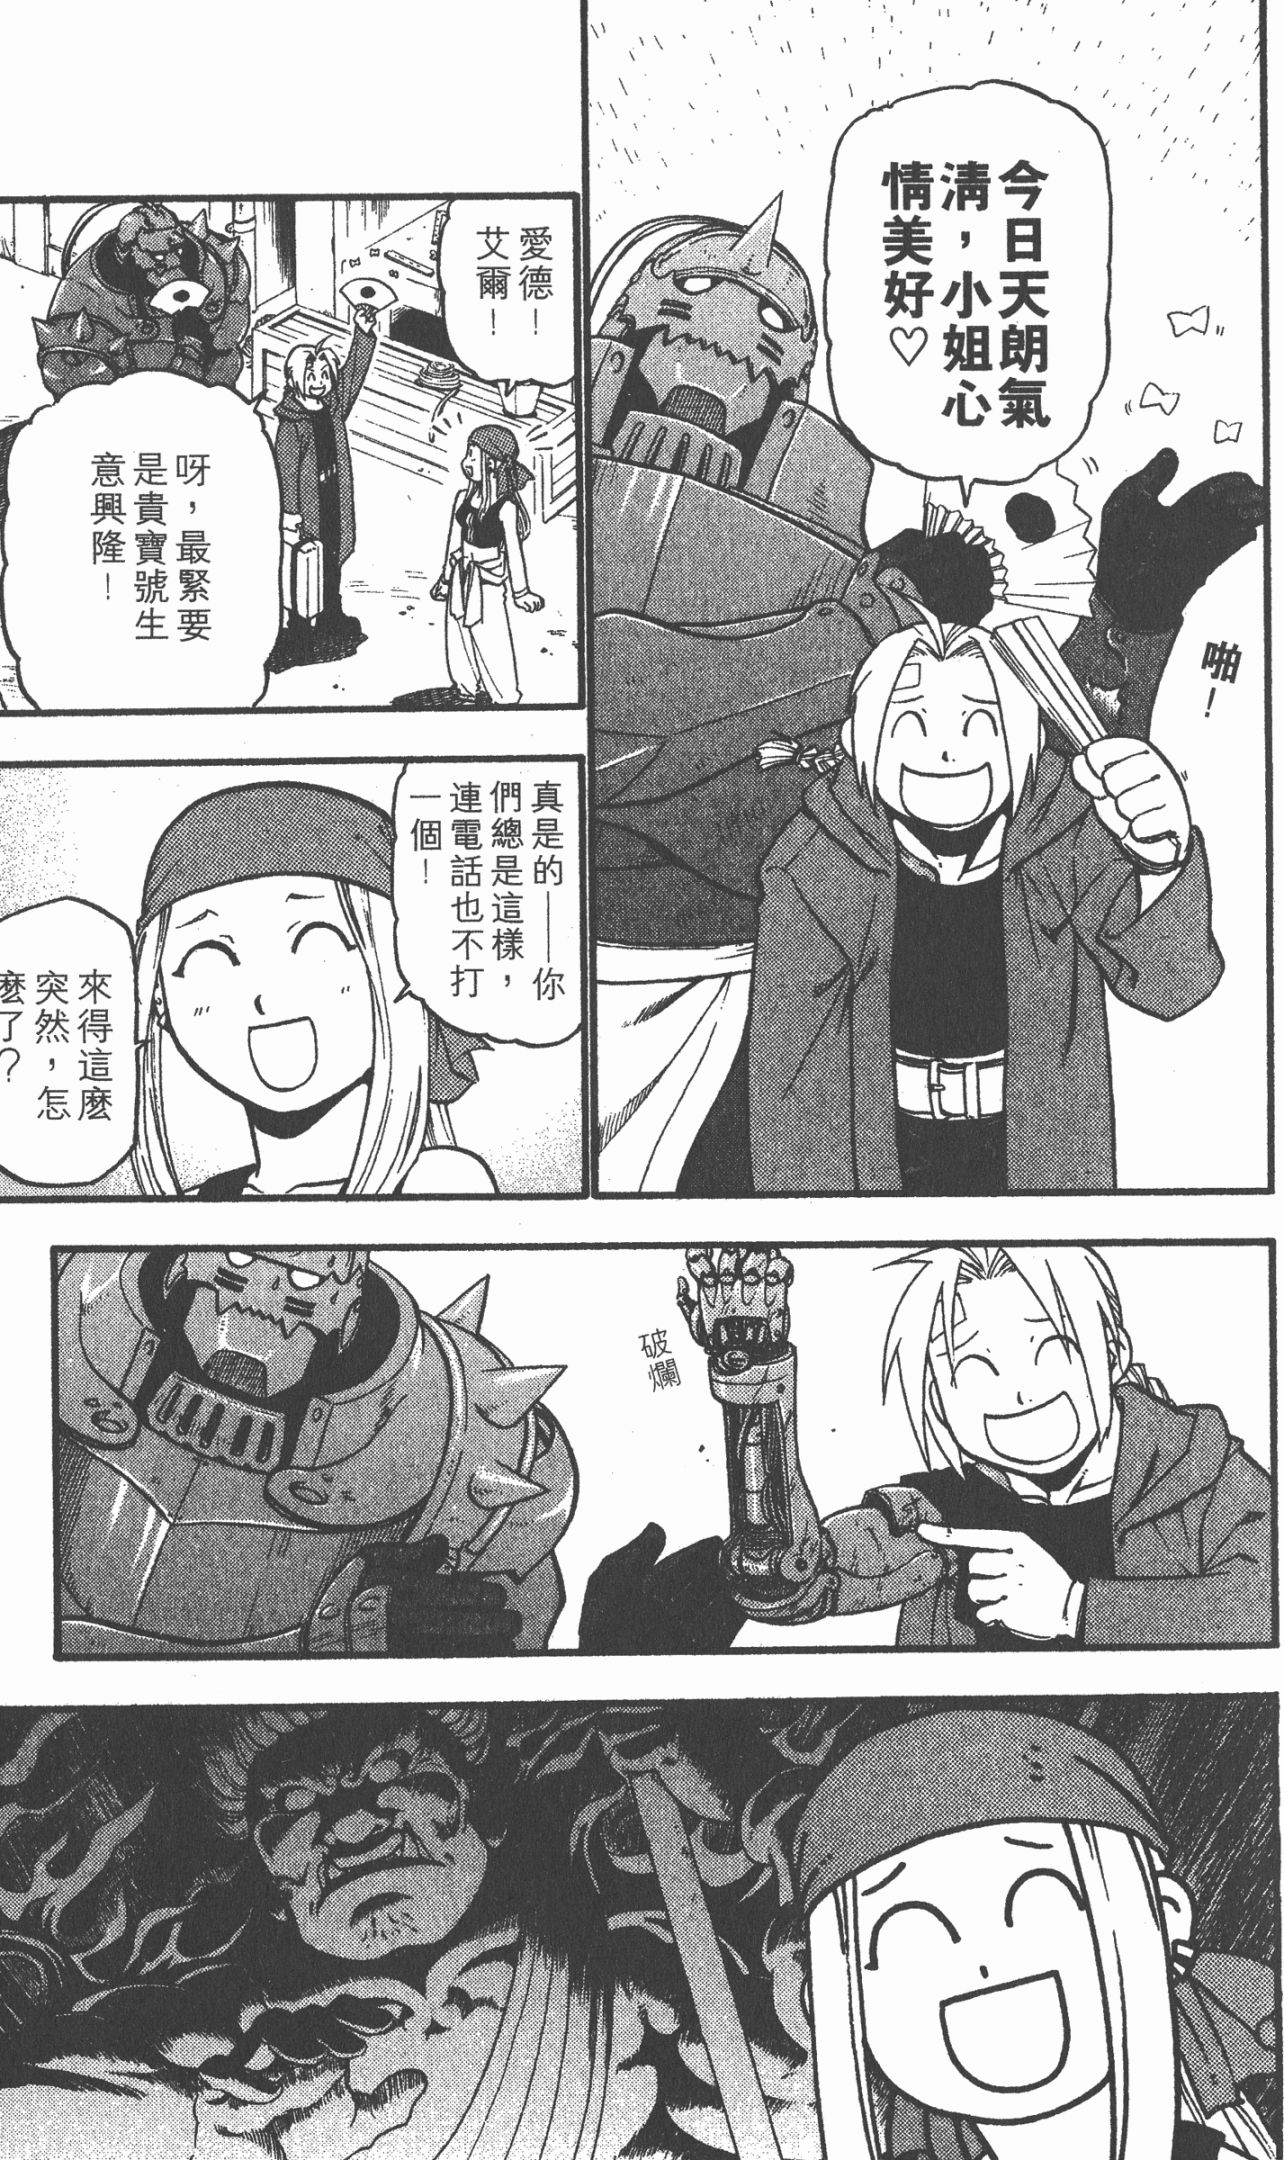 今日天朗氣
清，小姐心
情美好♡
啪！
愛德！
艾爾！
呀，最緊要
是貴寶號生
意興隆！
真是的——你
們總是這樣，
連電話也不打
一個！
來得這麼
突然，怎
麼了？
破爛